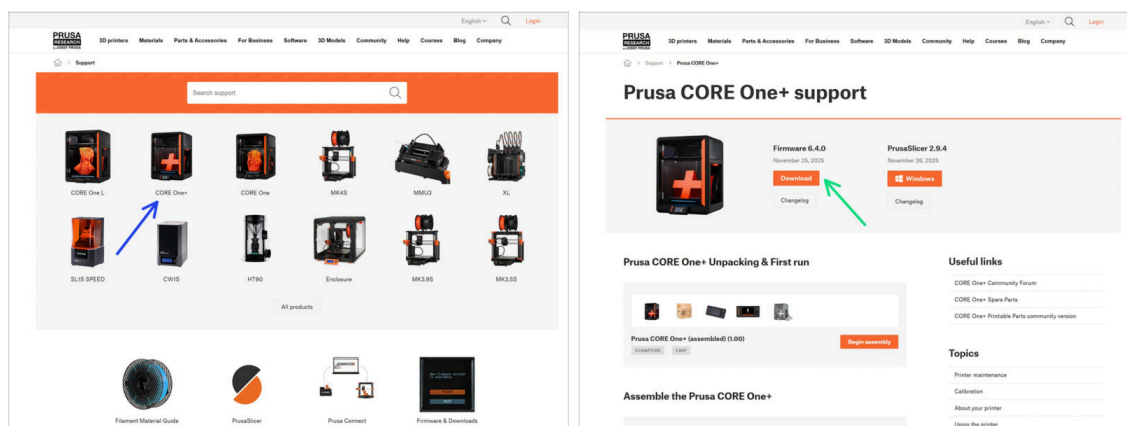 English
Login
PRUSA
RESEARCH
by JOSEF PRUSA
3D printers Materials Parts & Accessories For Business Software 3D Models Community Help Courses Blog Company
Support
Search support
CORE One L CORE One+ CORE One MK4S MMU3 XL
SL1S SPEED CW1S HT90 Enclosure MK3.9S MK3.5S
All products
Filament Material Guide PrusaSlicer Prusa Connect Firmware & Downloads
English
Login
PRUSA
RESEARCH
by JOSEF PRUSA
3D printers Materials Parts & Accessories For Business Software 3D Models Community Help Courses Blog Company
Support Prusa CORE One+
Prusa CORE One+ support
Firmware 6.4.0
November 25, 2025
Download
Changelog
PrusaSlicer 2.9.4
November 26, 2025
Windows
Changelog
Prusa CORE One+ Unpacking & First run
Prusa CORE One+ (assembled) (1.00)
EASY
Begin assembly
Assemble the Prusa CORE One+
Useful links
CORE One+ Community Forum
CORE One+ Spare Parts
CORE One+ Printable Parts community version
Topics
Printer maintenance
Calibration
About your printer
Using the printer